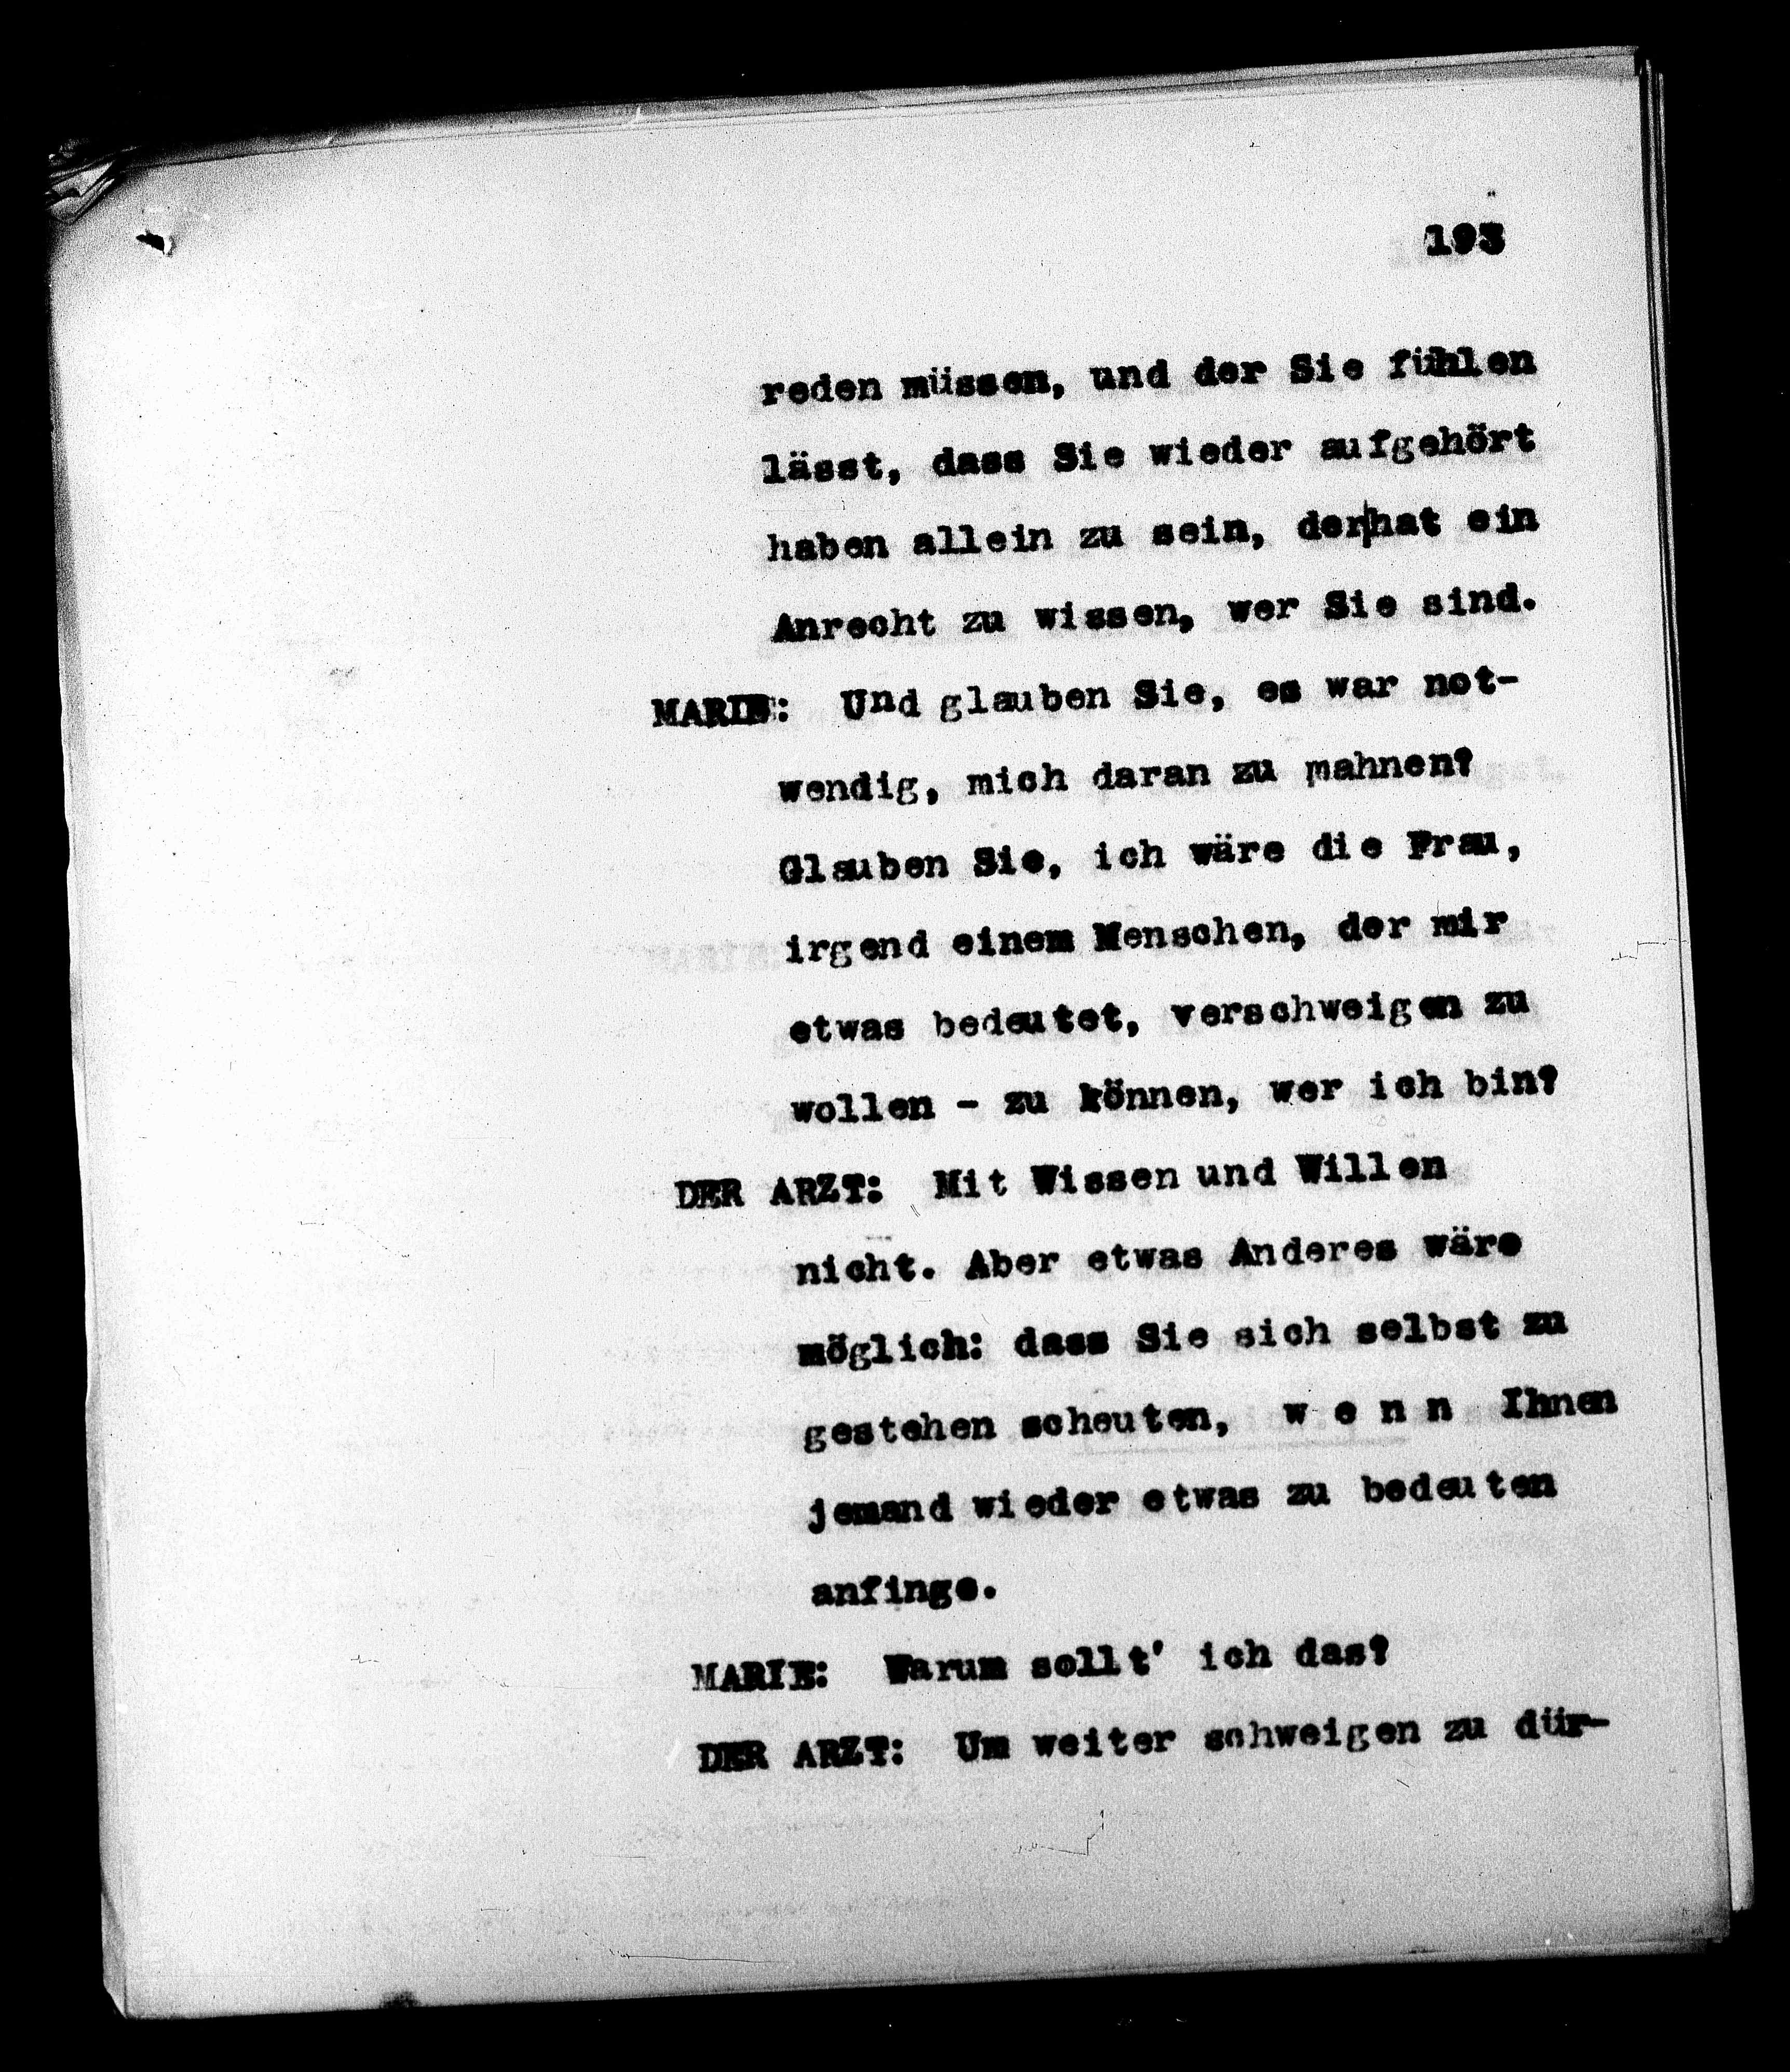 193
reden müssen, und der Sie fühlen
lässt, dass Sie wieder aufgehört
haben allein zu sein, der|hat ein
Anrecht zu wissen, wer Sie sind.
MARIE: Und glauben Sie, es war not-
wendig, mich daran zu mahnen?
Glauben Sie, ich wäre die Frau,
irgend einem Menschen, der mir
etwas bedeutet, verschweigen zu
wollen - zu können, wer ich bin?
DER ARZT: Mit Wissen und Willen
nicht. Aber etwas Anderes wäre
möglich: dass Sie sich selbst zu
gestehen scheuten, w e n n Ihnen
jemand wieder etwas zu bedeuten
anfinge.
MARIE: Warum sollt' ich das?
DER ARZT: Um weiter schweigen zu dür-